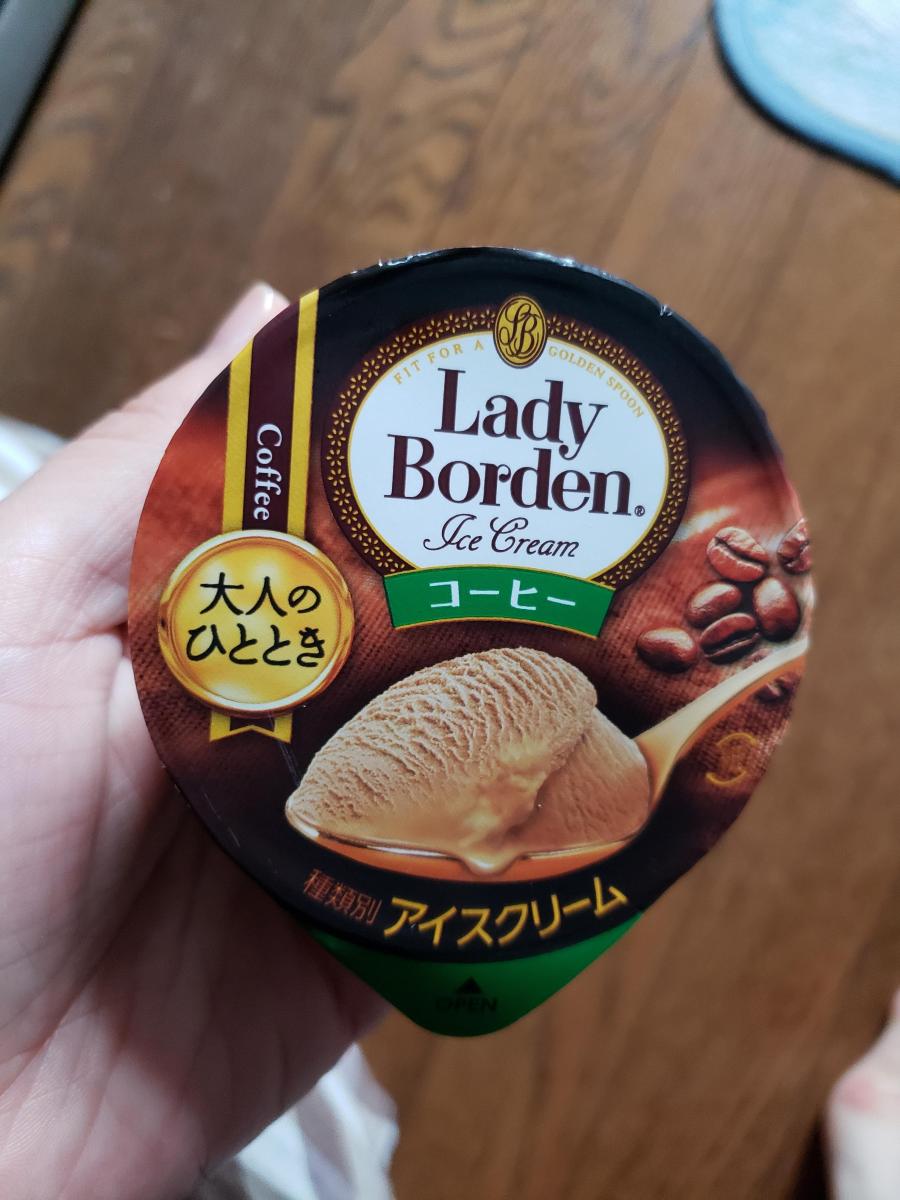 LB
FIT FOR A GOLDEN SPOON
Lady
Borden®
Ice Cream
コーヒー
Coffee
大人の
ひととき
種類別 アイスクリーム
OPEN